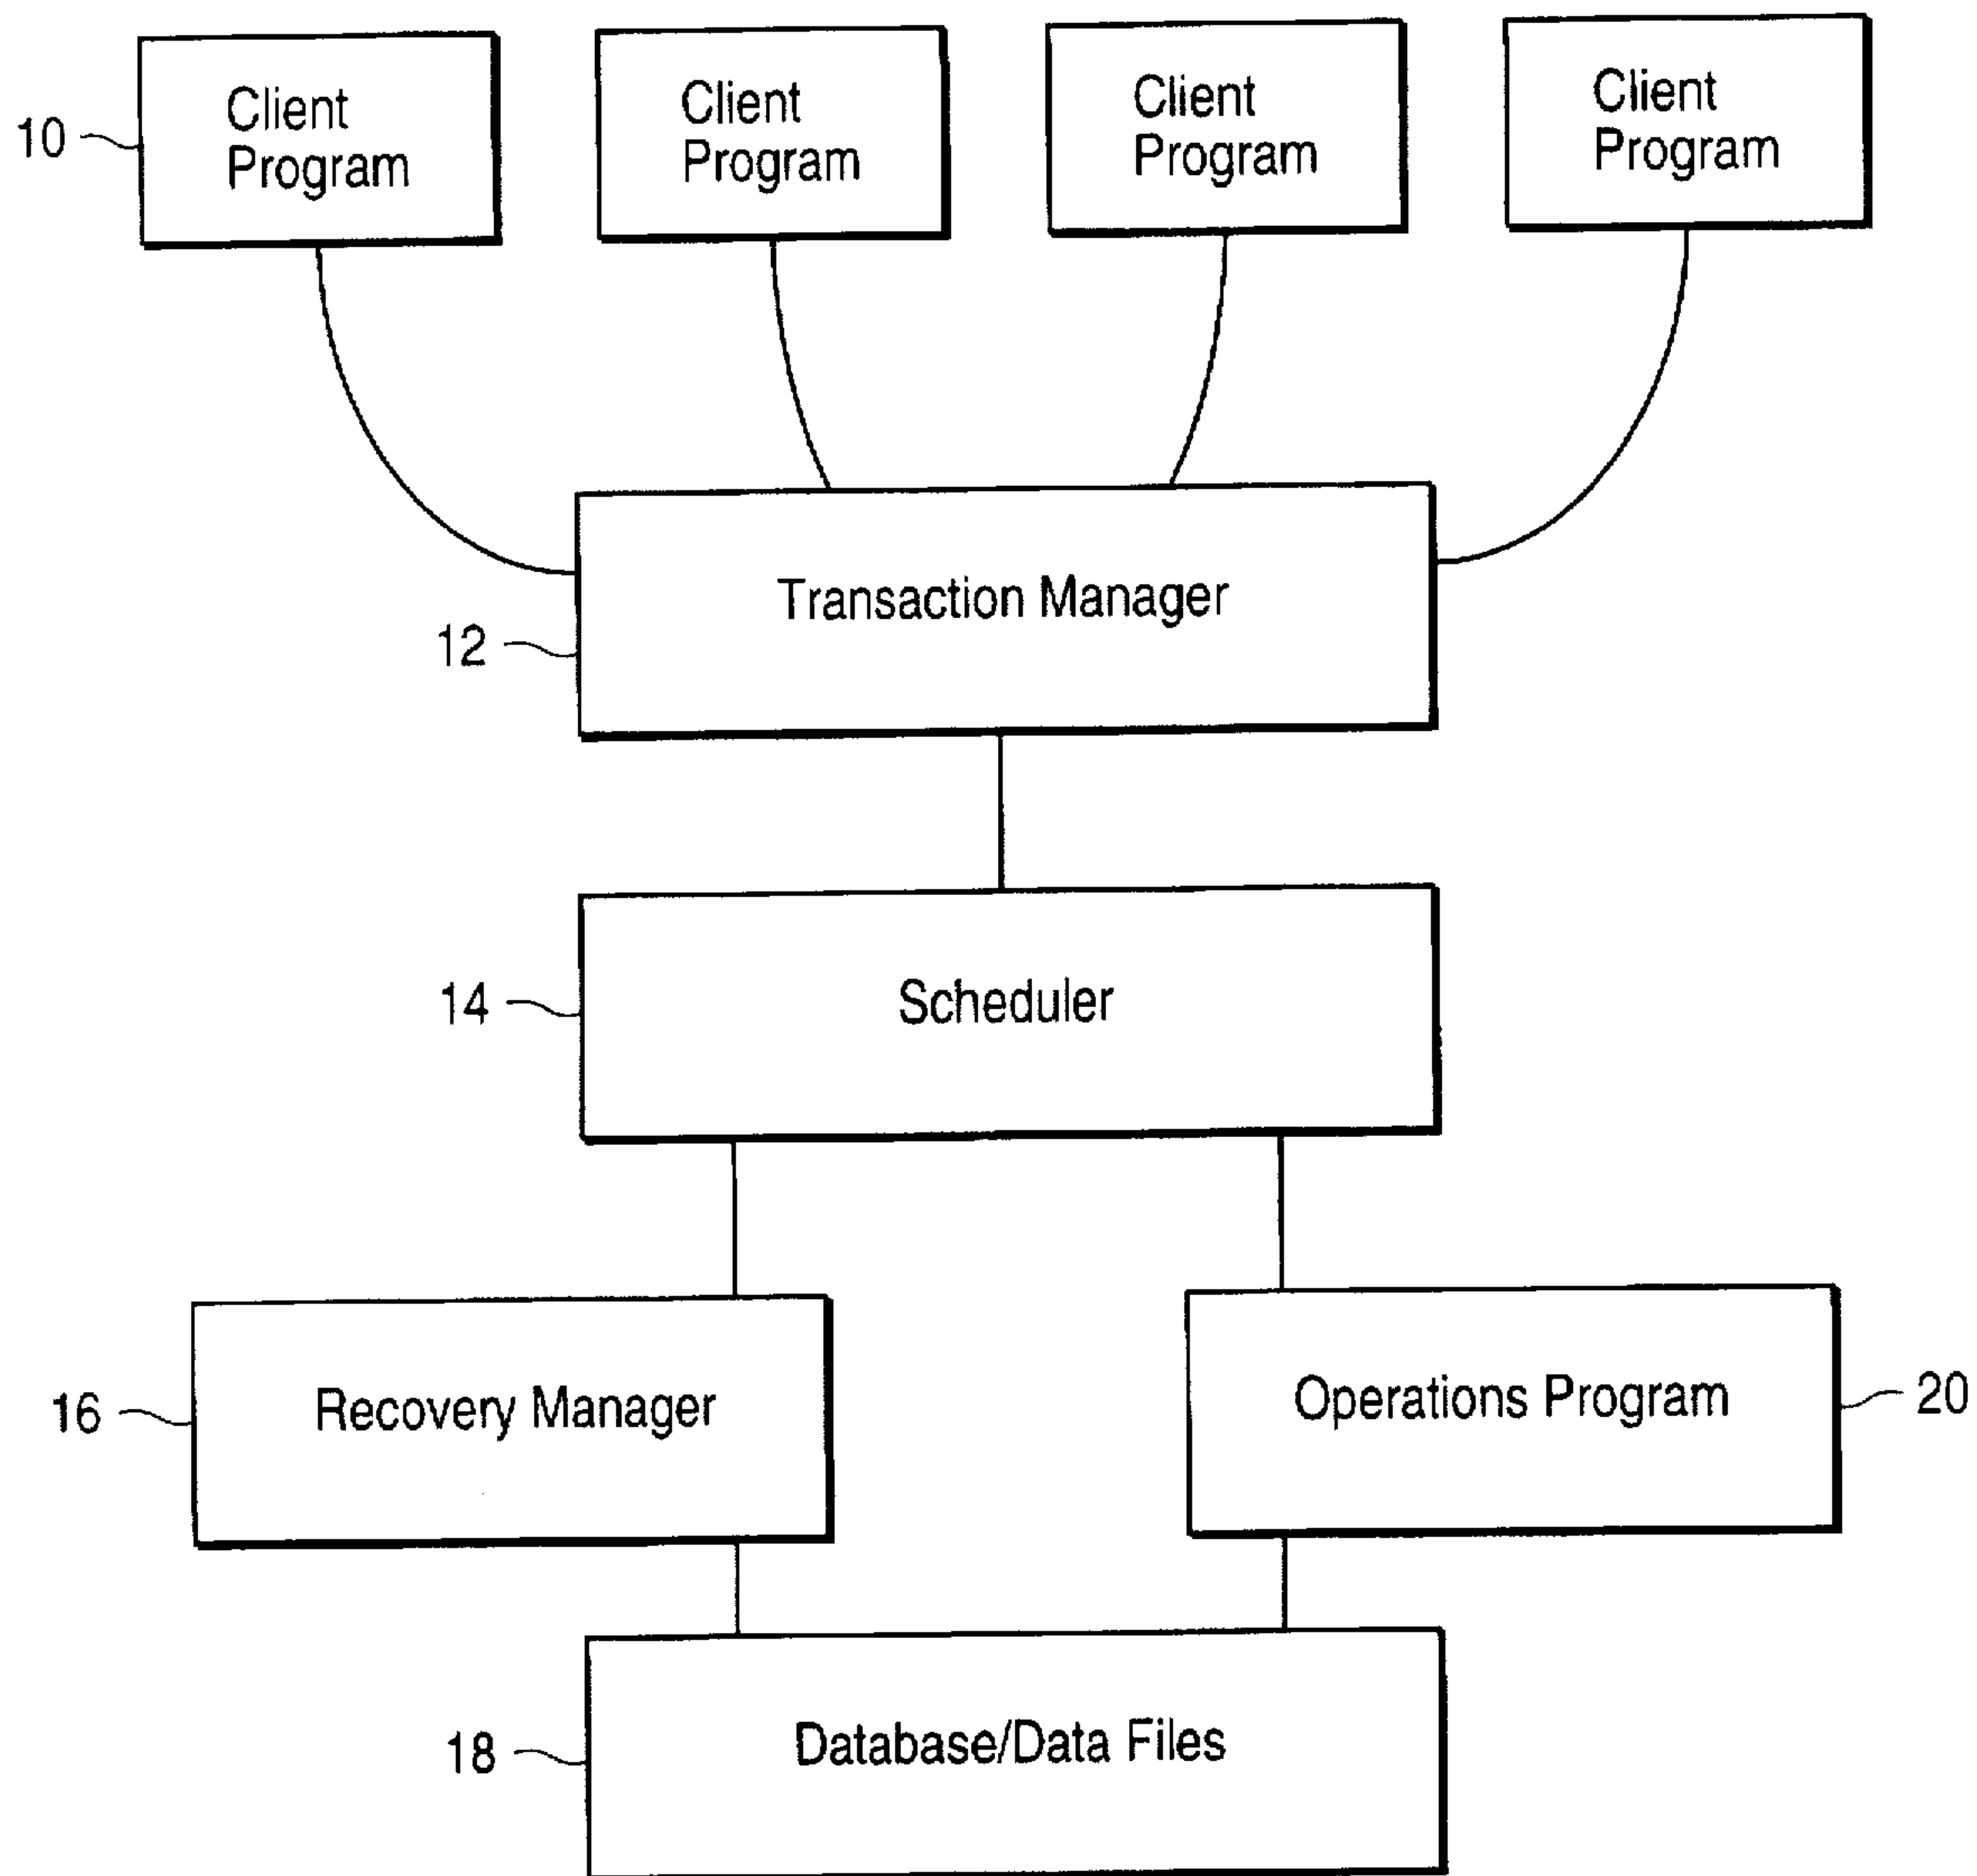 Client
Program
Client
Program
Client
Program
Client
Program
10
Transaction Manager
12
Scheduler
14
Recovery Manager
16
Operations Program
20
Database/Data Files
18